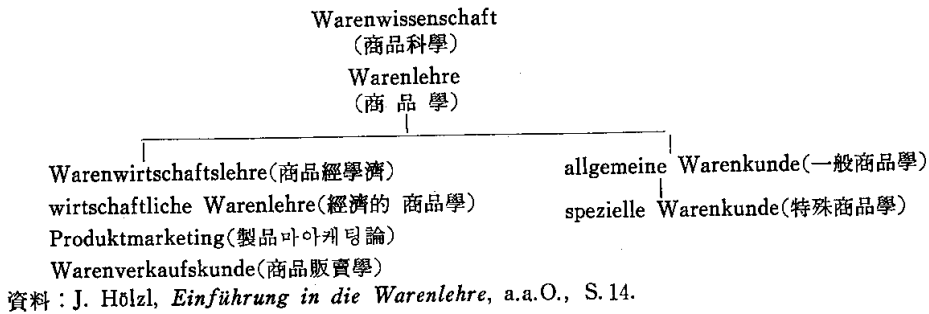 Warenwissenschaft
(商品科學)
Warenlehre
(商 品 學)
Warenwirtschaftslehre(商品經學濟)
wirtschaftliche Warenlehre(經濟的 商品學)
Produktmarketing(製品마아케팅論)
Warenverkaufskunde(商品販賣學)
allgemeine Warenkunde(一般商品學)
spezielle Warenkunde(特殊商品學)
資料：J. Hölzl, Einführung in die Warenlehre, a.a.O., S. 14.